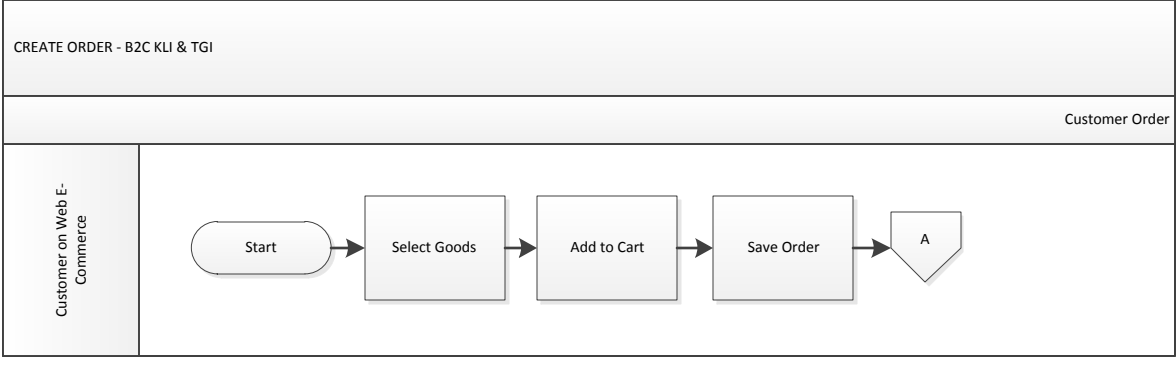 CREATE ORDER - B2C KLI & TGI
Customer Order
Customer on Web E-
Commerce
Start
Select Goods
Add to Cart
Save Order
A